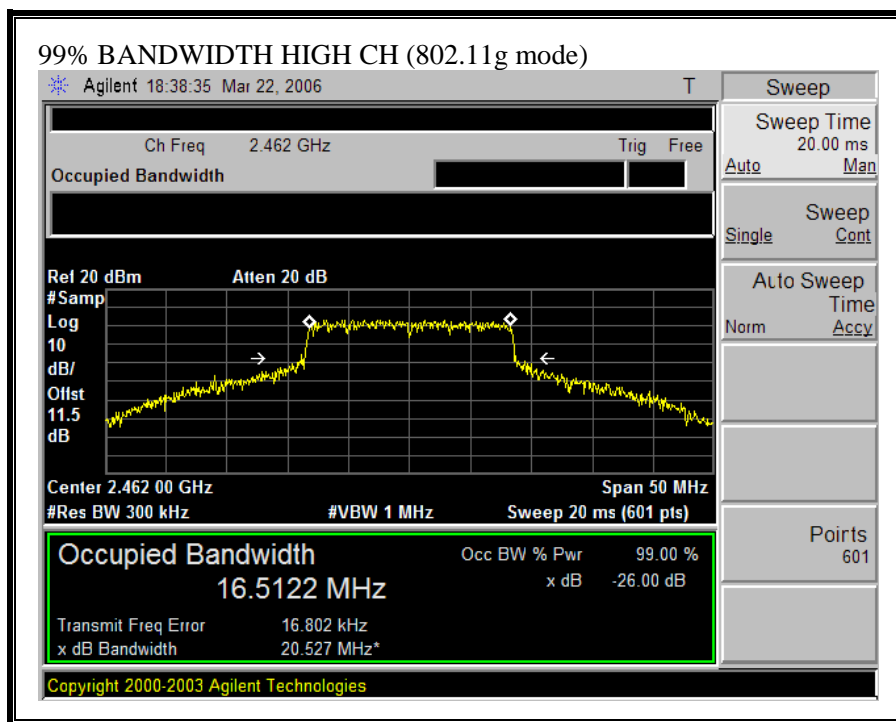 99% BANDWIDTH HIGH CH (802.11g mode)
Agilent 18:38:35 Mar 22, 2006 T
Ch Freq 2.462 GHz Trig Free
Occupied Bandwidth
Ref 20 dBm Atten 20 dB
#Samp
Log
10
dB/
Offst
11.5
dB
Center 2.462 00 GHz Span 50 MHz
#Res BW 300 kHz #VBW 1 MHz Sweep 20 ms (601 pts)
Occupied Bandwidth Occ BW % Pwr 99.00 %
16.5122 MHz x dB -26.00 dB
Transmit Freq Error 16.802 kHz
x dB Bandwidth 20.527 MHz*
Copyright 2000-2003 Agilent Technologies
Sweep
Sweep Time
20.00 ms
Auto Man
Sweep
Single Cont
Auto Sweep
Time
Norm Accy
Points
601